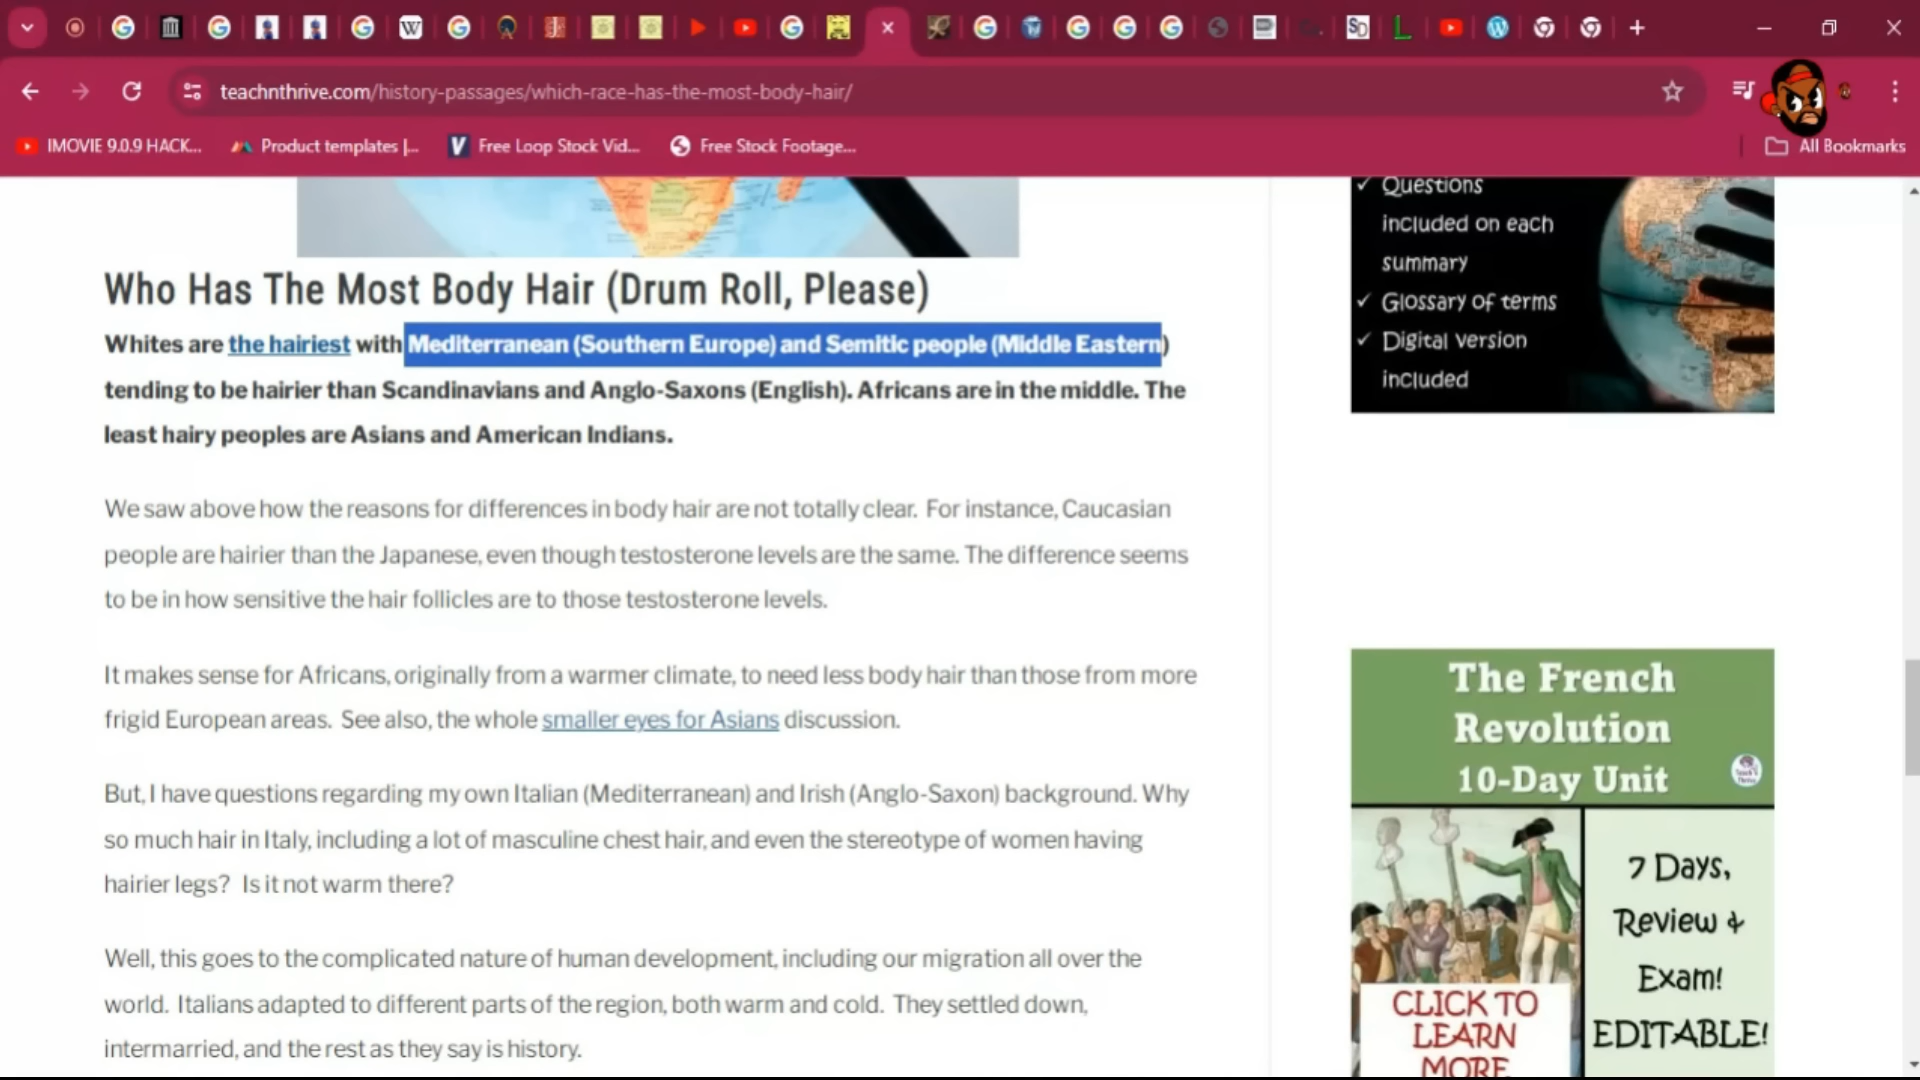 teachnthrive.com/history-passages/which-race-has-the-most-body-hair/
IMOVIE 9.0.9 HACK...
Product templates |...
Free Loop Stock Vid...
Free Stock Footage...
All Bookmarks
Who Has The Most Body Hair (Drum Roll, Please)
Whites are the hairiest with Mediterranean (Southern Europe) and Semitic people (Middle Eastern)
tending to be hairier than Scandinavians and Anglo-Saxons (English). Africans are in the middle. The
least hairy peoples are Asians and American Indians.
We saw above how the reasons for differences in body hair are not totally clear. For instance, Caucasian
people are hairier than the Japanese, even though testosterone levels are the same. The difference seems
to be in how sensitive the hair follicles are to those testosterone levels.
It makes sense for Africans, originally from a warmer climate, to need less body hair than those from more
frigid European areas. See also, the whole smaller eyes for Asians discussion.
But, I have questions regarding my own Italian (Mediterranean) and Irish (Anglo-Saxon) background. Why
so much hair in Italy, including a lot of masculine chest hair, and even the stereotype of women having
hairier legs? Is it not warm there?
Well, this goes to the complicated nature of human development, including our migration all over the
world. Italians adapted to different parts of the region, both warm and cold. They settled down,
intermarried, and the rest as they say is history.
✓ Questions
included on each
summary
✓ Glossary of terms
✓ Digital version
included
The French
Revolution
10-Day Unit
7 Days,
Review &
Exam!
EDITABLE!
CLICK TO
LEARN
MORE